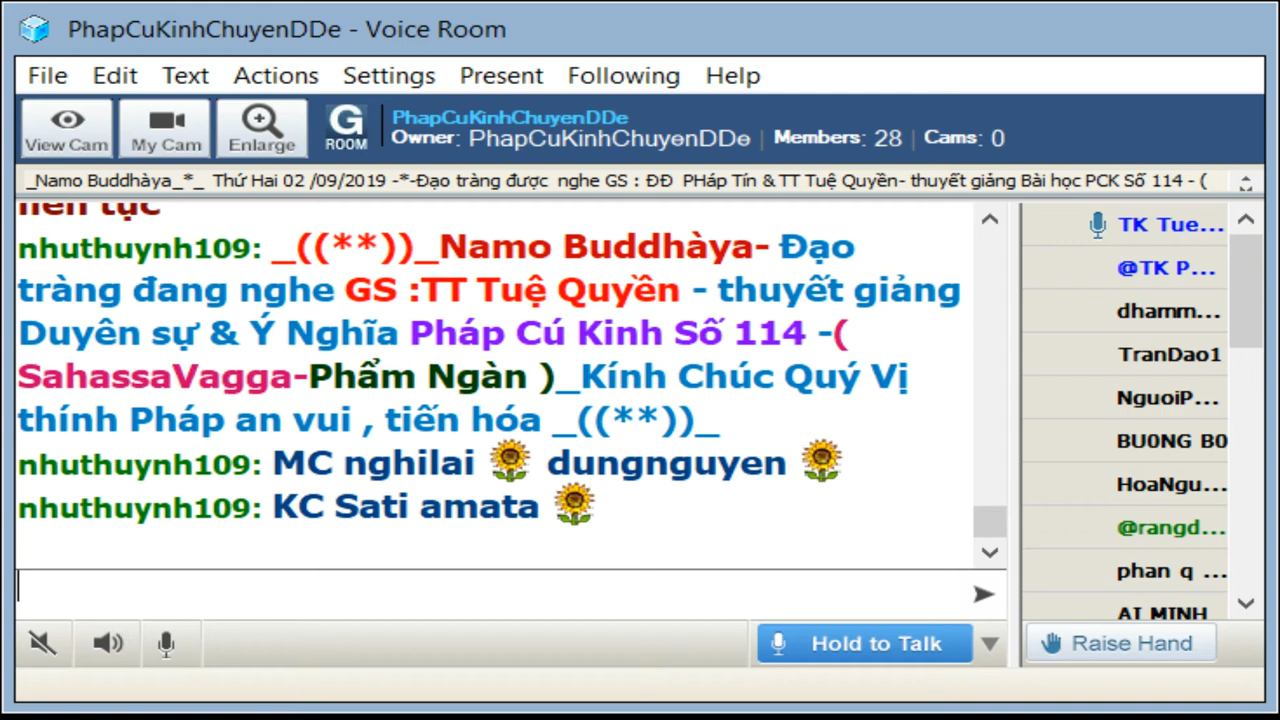 PhapCuKinhChuyenDDe - Voice Room
File Edit Text Actions Settings Present Following Help
View Cam My Cam Enlarge G ROOM
PhapCuKinhChuyenDDe
Owner: PhapCuKinhChuyenDDe | Members: 28 | Cams: 0
_Namo Buddhàya_*_ Thứ Hai 02 /09/2019 -*-Đạo tràng được nghe GS : ĐĐ PHáp Tín & TT Tuệ Quyền- thuyết giảng Bài học PCK Số 114 - (
liên tục
nhuthuynh109: _((**))_Namo Buddhàya- Đạo
tràng đang nghe GS :TT Tuệ Quyền - thuyết giảng
Duyên sự & Ý Nghĩa Pháp Cú Kinh Số 114 -(
SahassaVagga-Phẩm Ngàn )_Kính Chúc Quý Vị
thính Pháp an vui , tiến hóa _((**))_
nhuthuynh109: MC nghilai dungnguyen
nhuthuynh109: KC Sati amata
TK Tue...
@TK P...
dhamm...
TranDao1
NguoiP...
BU0NG B0
HoaNgu...
@rangd...
phan q ...
AI MINH
Hold to Talk
Raise Hand